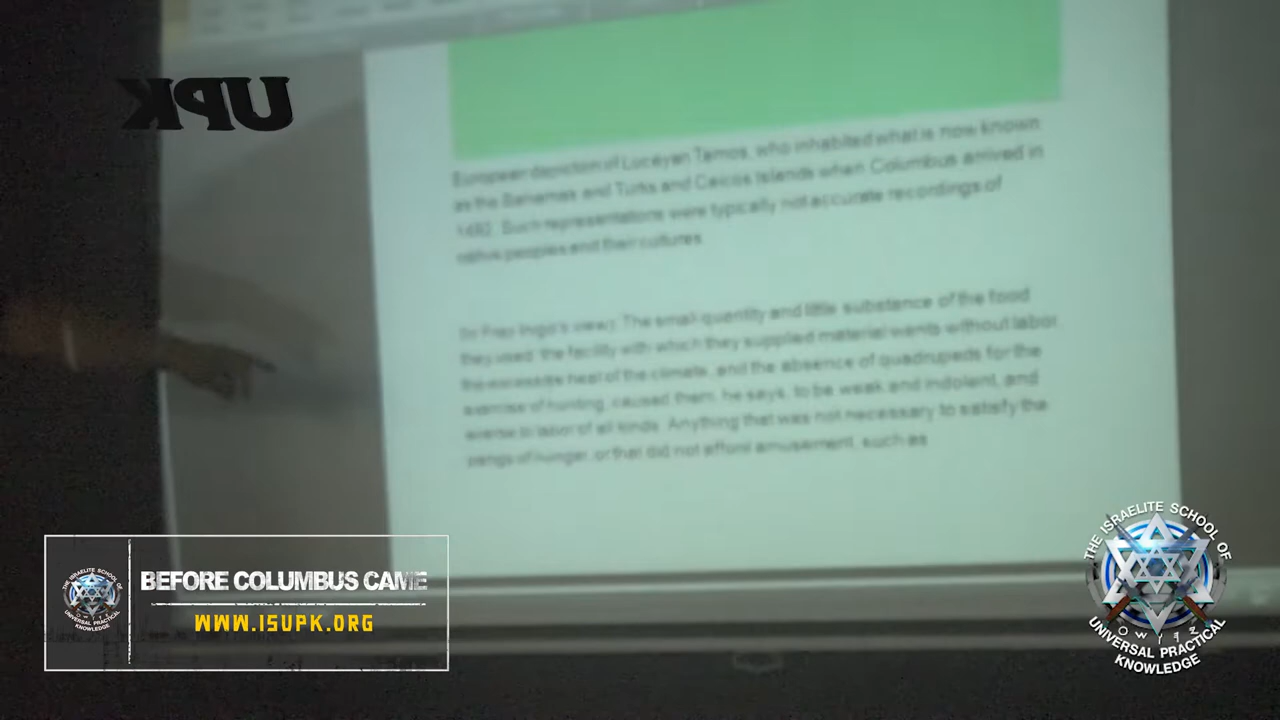 UPK
European depiction of Lucayan Tainos, who inhabited what is now known
as the Bahamas and Turks and Caicos Islands when Columbus arrived in
1492. Such representations were typically not accurate recordings of
native peoples and their cultures.
The small quantity and little substance of the food
they used, the facility with which they supplied material wants without labor,
the excessive heat of the climate, and the absence of quadrupeds for the
exercise of hunting, caused them, he says, to be weak and indolent, and
averse to labor of all kinds. Anything that was not necessary to satisfy the
pangs of hunger, or that did not afford amusement, such as
BEFORE COLUMBUS CAME
WWW.ISUPK.ORG
THE ISRAELITE SCHOOL OF
UNIVERSAL PRACTICAL
KNOWLEDGE
THE ISRAELITE SCHOOL OF
UNIVERSAL PRACTICAL
KNOWLEDGE